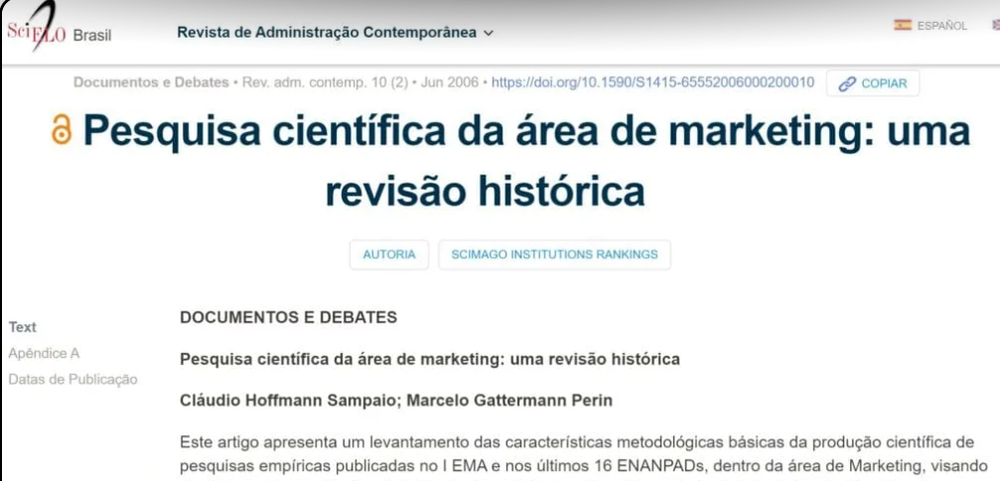 SciELO Brasil
Revista de Administração Contemporânea
ESPAÑOL
Documentos e Debates • Rev. adm. contemp. 10 (2) • Jun 2006 • https://doi.org/10.1590/S1415-65552006000200010
COPIAR
Pesquisa científica da área de marketing: uma
revisão histórica
AUTORIA
SCIMAGO INSTITUTIONS RANKINGS
Text
Apêndice A
Datas de Publicação
DOCUMENTOS E DEBATES
Pesquisa científica da área de marketing: uma revisão histórica
Cláudio Hoffmann Sampaio; Marcelo Gattermann Perin
Este artigo apresenta um levantamento das características metodológicas básicas da produção científica de
pesquisas empíricas publicadas no I EMA e nos últimos 16 ENANPADs, dentro da área de Marketing, visando